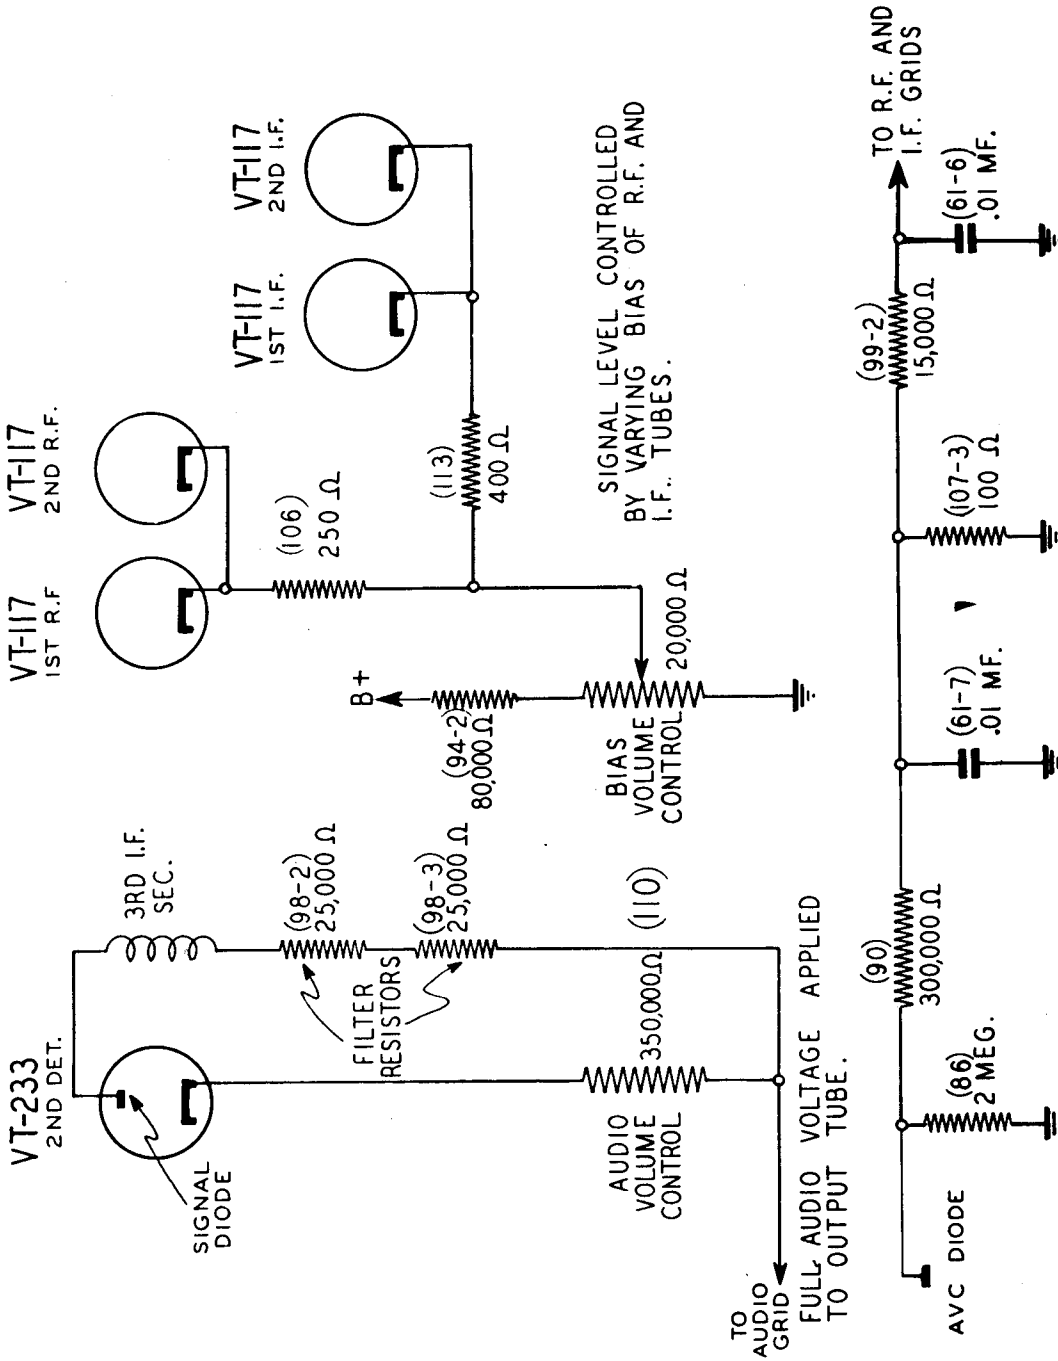 VT-233
2ND DET.
SIGNAL
DIODE
3RD I.F.
SEC.
(98-2)
25,000 Ω
FILTER
RESISTORS
(98-3)
25,000 Ω
AUDIO
VOLUME
CONTROL
350,000Ω
(110)
TO
AUDIO
GRID
FULL AUDIO VOLTAGE APPLIED
TO OUTPUT TUBE.
VT-117
1ST R.F
VT-117
2ND R.F.
(106)
250 Ω
VT-117
1ST I.F.
VT-117
2ND I.F.
(113)
400 Ω
B+
(94-2)
80,000Ω
BIAS
VOLUME
CONTROL
20,000 Ω
SIGNAL LEVEL CONTROLLED
BY VARYING BIAS OF R.F. AND
I.F. TUBES.
AVC DIODE
(86)
2 MEG.
(90)
300,000 Ω
(61-7)
.01 MF.
(107-3)
100 Ω
(99-2)
15,000 Ω
(61-6)
.01 MF.
TO R.F. AND
I.F. GRIDS